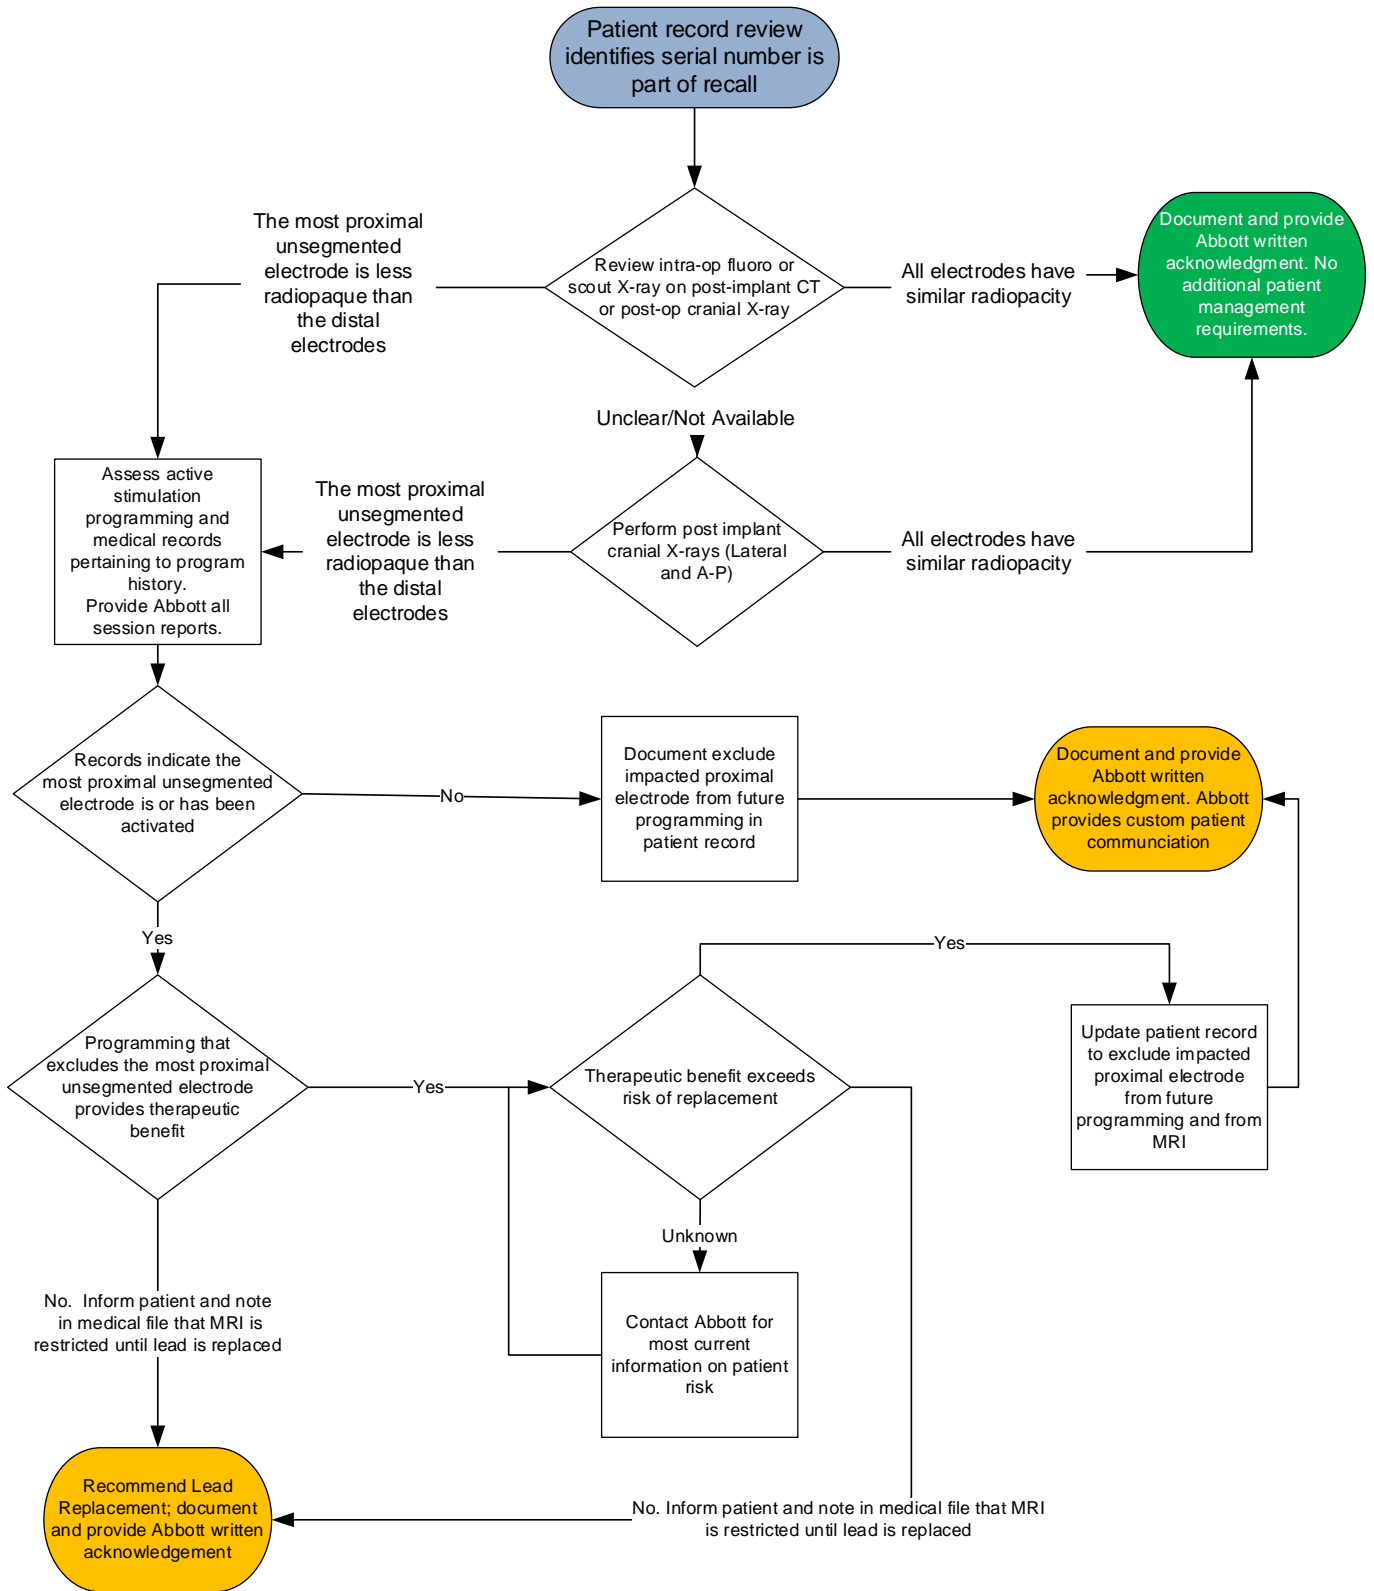 Patient record review
identifies serial number is
part of recall
The most proximal
unsegmented
electrode is less
radiopaque than
the distal
electrodes
Review intra-op fluoro or
scout X-ray on post-implant CT
or post-op cranial X-ray
All electrodes have
similar radiopacity
Document and provide
Abbott written
acknowledgment. No
additional patient
management
requirements.
Unclear/Not Available
Assess active
stimulation
programming and
medical records
pertaining to program
history.
Provide Abbott all
session reports.
The most proximal
unsegmented
electrode is less
radiopaque than
the distal
electrodes
Perform post implant
cranial X-rays (Lateral
and A-P)
All electrodes have
similar radiopacity
Records indicate the
most proximal unsegmented
electrode is or has been
activated
No
Document exclude
impacted proximal
electrode from future
programming in
patient record
Document and provide
Abbott written
acknowledgment. Abbott
provides custom patient
communciation
Yes
Programming that
excludes the most proximal
unsegmented electrode
provides therapeutic
benefit
Yes
Therapeutic benefit exceeds
risk of replacement
Yes
Update patient record
to exclude impacted
proximal electrode
from future
programming and from
MRI
Unknown
Contact Abbott for
most current
information on patient
risk
No.  Inform patient and note
in medical file that MRI is
restricted until lead is replaced
Recommend Lead
Replacement; document
and provide Abbott written
acknowledgement
No. Inform patient and note in medical file that MRI
is restricted until lead is replaced